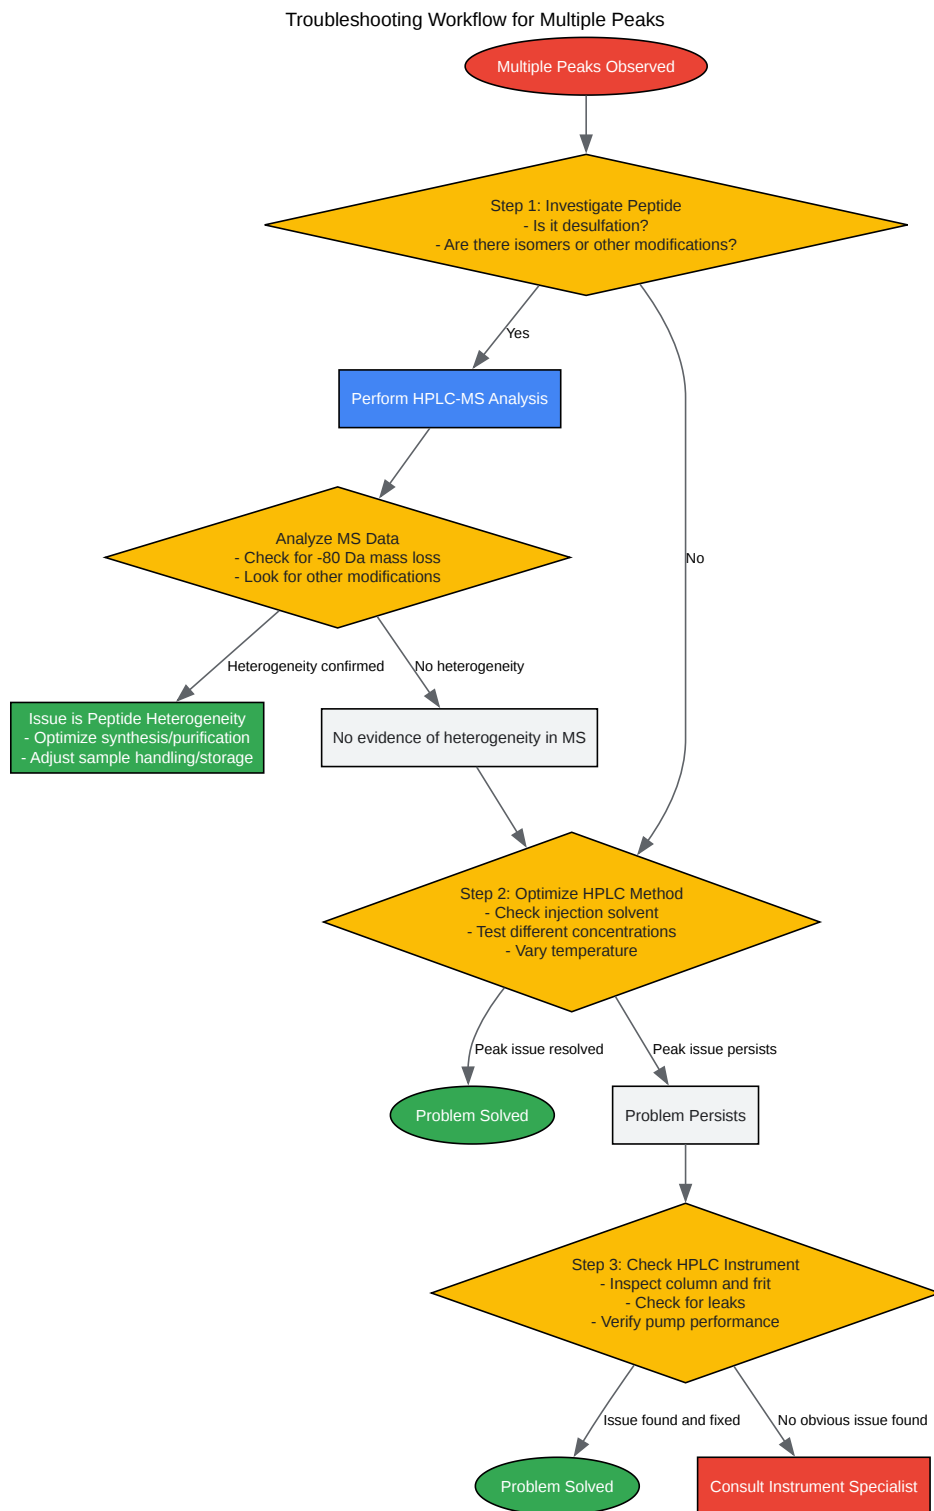 Troubleshooting Workflow for Multiple Peaks
Multiple Peaks Observed
Step 1: Investigate Peptide
- Is it desulfation?
- Are there isomers or other modifications?
Yes
Perform HPLC-MS Analysis
Analyze MS Data
- Check for -80 Da mass loss
- Look for other modifications
No
Heterogeneity confirmed
No heterogeneity
Issue is Peptide Heterogeneity
- Optimize synthesis/purification
- Adjust sample handling/storage
No evidence of heterogeneity in MS
Step 2: Optimize HPLC Method
- Check injection solvent
- Test different concentrations
- Vary temperature
Peak issue resolved
Peak issue persists
Problem Solved
Problem Persists
Step 3: Check HPLC Instrument
- Inspect column and frit
- Check for leaks
- Verify pump performance
Issue found and fixed
No obvious issue found
Problem Solved
Consult Instrument Specialist